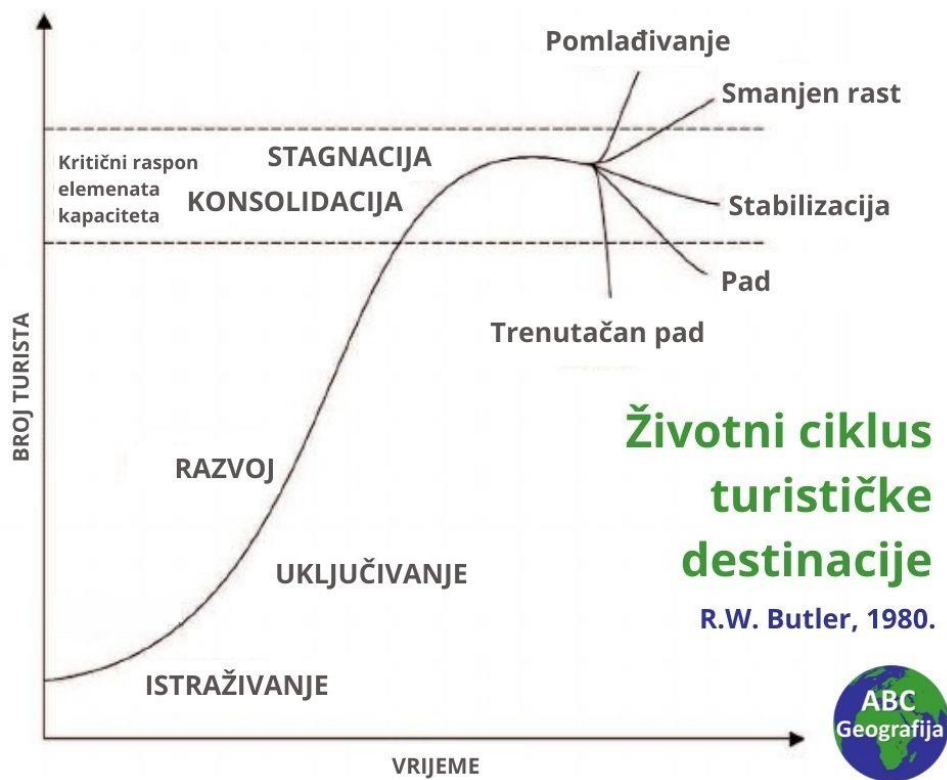 Pomlađivanje
Smanjen rast
STAGNACIJA
Kritični raspon
elemenata
kapaciteta
KONSOLIDACIJA
Stabilizacija
Pad
Trenutačan pad
BROJ TURISTA
RAZVOJ
UKLJUČIVANJE
ISTRAŽIVANJE
VRIJEME
Životni ciklus
turističke
destinacije
R.W. Butler, 1980.
ABC
Geografija